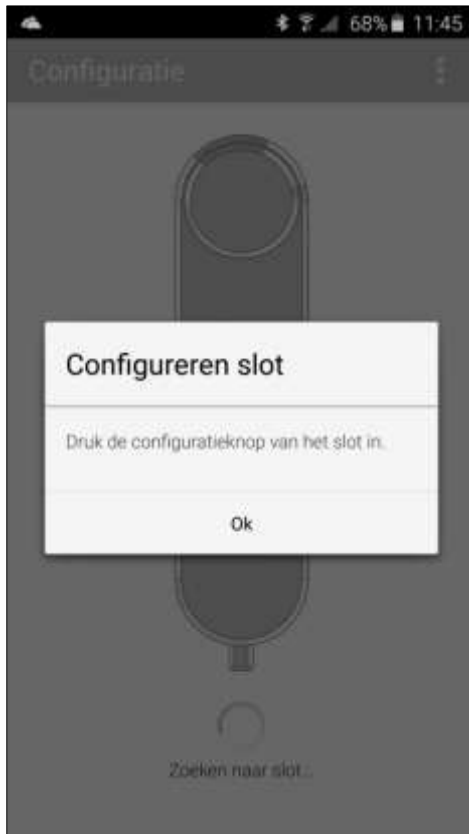 68% 11:45
Configuratie
Configureren slot
Druk de configuratieknop van het slot in.
Ok
Zoeken naar slot...